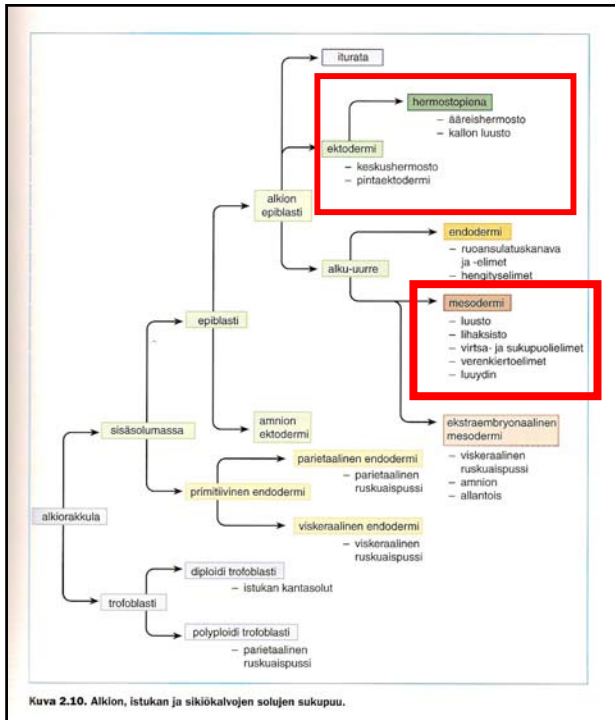 iturata
hermostopiena
– ääreishermosto
– kallon luusto
ektodermi
– keskushermosto
– pintaektodermi
alkion
epiblasti
endodermi
– ruoansulatuskanava
ja -elimet
– hengityselimet
alku-uurre
mesodermi
– luusto
– lihaksisto
– virtsa- ja sukupuolielimet
– verenkiertoelimet
– luuydin
epiblasti
ekstraembryonaalinen
mesodermi
– viskeraalinen
ruskuaispussi
– amnion
– allantois
amnion
ektodermi
sisäsolumassa
parietaalinen endodermi
– parietaalinen
ruskuaispussi
primitiivinen endodermi
viskeraalinen endodermi
– viskeraalinen
ruskuaispussi
alkiorakkula
diploidi trofoblasti
– istukan kantasolut
trofoblasti
polyploidi trofoblasti
– parietaalinen
ruskuaispussi
Kuva 2.10. Alkion, istukan ja sikiökalvojen solujen sukupuu.